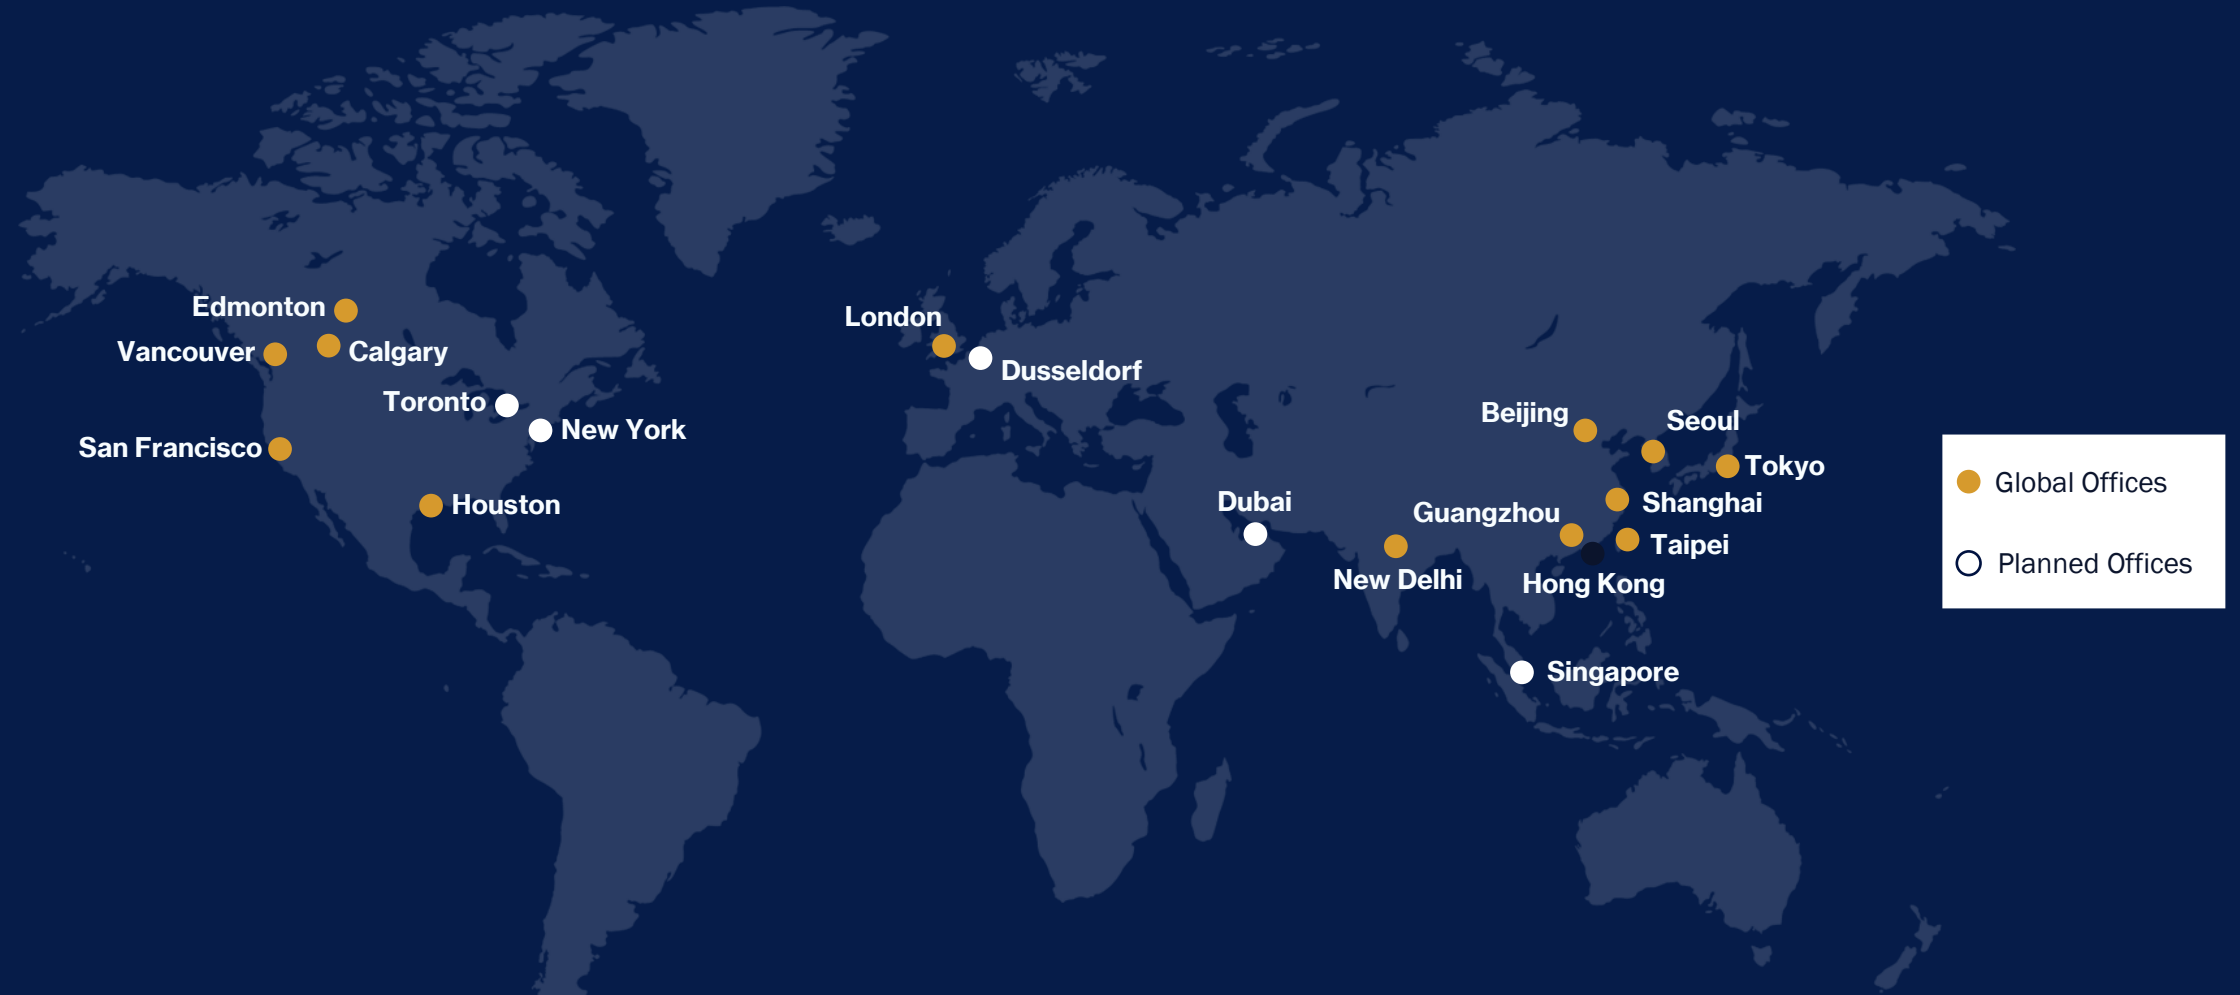 Edmonton
Vancouver
Calgary
Toronto
New York
San Francisco
Houston
London
Dusseldorf
Dubai
Beijing
Seoul
Tokyo
Shanghai
Guangzhou
Taipei
New Delhi
Hong Kong
Singapore
Global Offices
Planned Offices